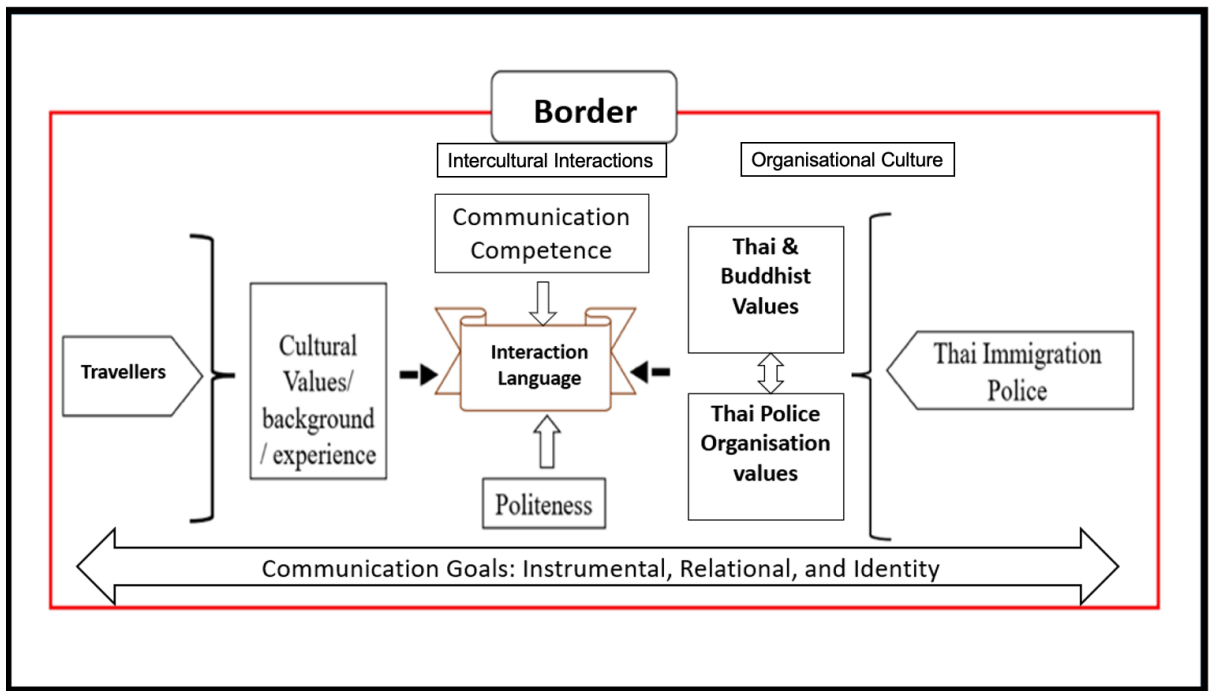 Border
Intercultural Interactions
Organisational Culture
Communication
Competence
Thai &
Buddhist
Values
Travellers
Cultural
Values/
background
/ experience
Interaction
Language
Thai Immigration
Police
Thai Police
Organisation
values
Politeness
Communication Goals: Instrumental, Relational, and Identity